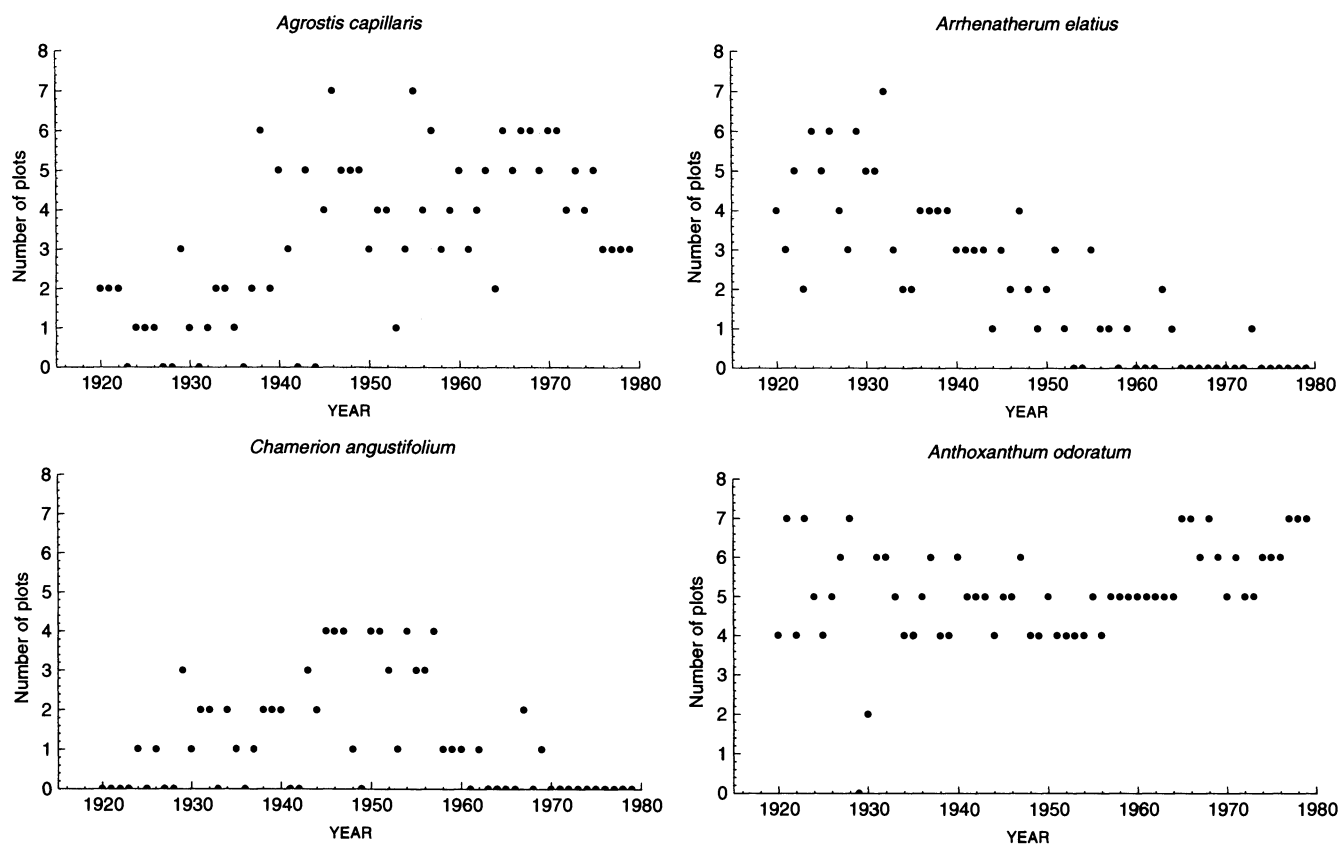 Agrostis capillaris
8
7
6
5
4
3
2
1
0
Number of plots
1920 1930 1940 1950 1960 1970 1980
YEAR
Arrhenatherum elatius
8
7
6
5
4
3
2
1
0
Number of plots
1920 1930 1940 1950 1960 1970 1980
YEAR
Chamerion angustifolium
8
7
6
5
4
3
2
1
0
Number of plots
1920 1930 1940 1950 1960 1970 1980
YEAR
Anthoxanthum odoratum
8
7
6
5
4
3
2
1
0
Number of plots
1920 1930 1940 1950 1960 1970 1980
YEAR